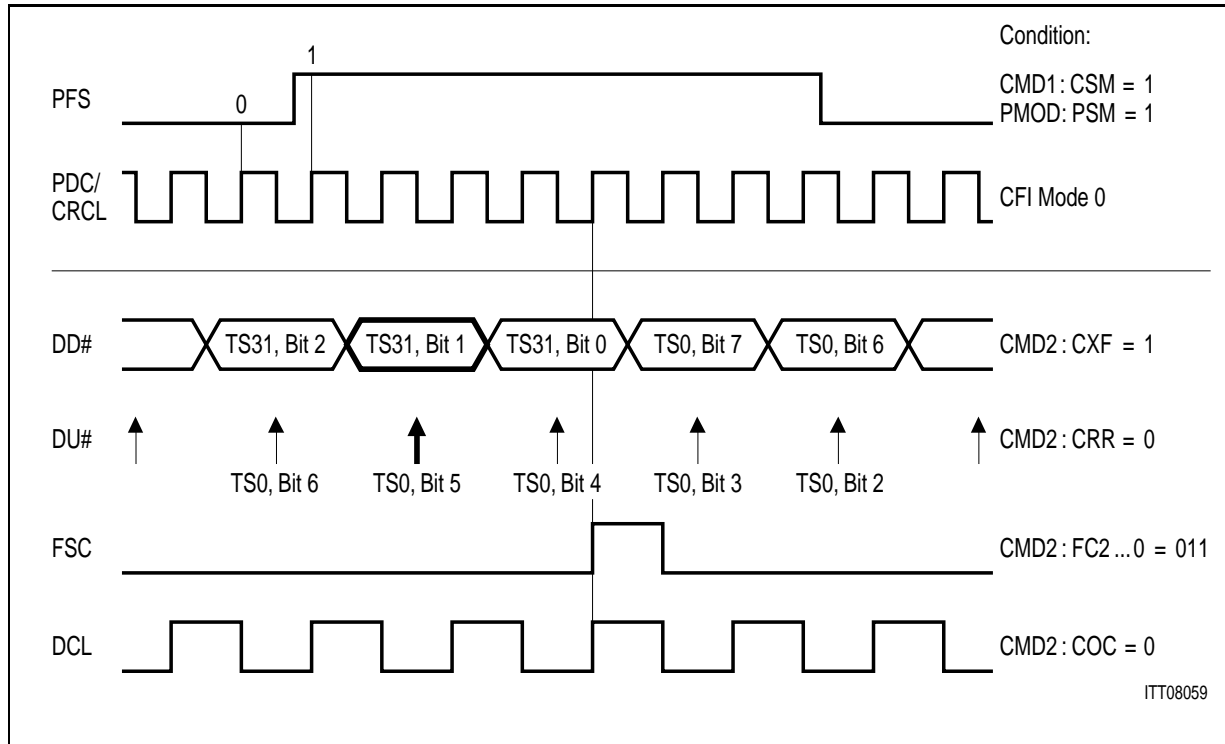 Condition:
1
CMD1: CSM = 1
PFS
0
PMOD: PSM = 1
PDC/
CRCL
CFI Mode 0
DD# TS31, Bit 2 TS31, Bit 1 TS31, Bit 0 TS0, Bit 7 TS0, Bit 6 CMD2: CXF = 1
DU# CMD2: CRR = 0
TS0, Bit 6 TS0, Bit 5 TS0, Bit 4 TS0, Bit 3 TS0, Bit 2
FSC CMD2: FC2...0 = 011
DCL CMD2: COC = 0
ITT08059